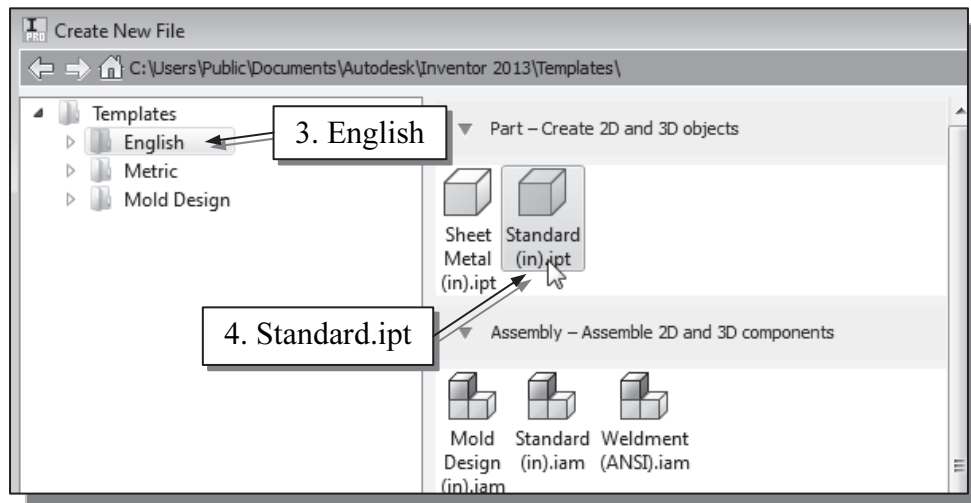 I
PRO
Create New File
C:\Users\Public\Documents\Autodesk\Inventor 2013\Templates\
Templates
English
Metric
Mold Design
3. English
Part – Create 2D and 3D objects
Sheet
Metal
(in).ipt
Standard
(in).ipt
4. Standard.ipt
Assembly – Assemble 2D and 3D components
Mold
Design
(in).iam
Standard
(in).iam
Weldment
(ANSI).iam